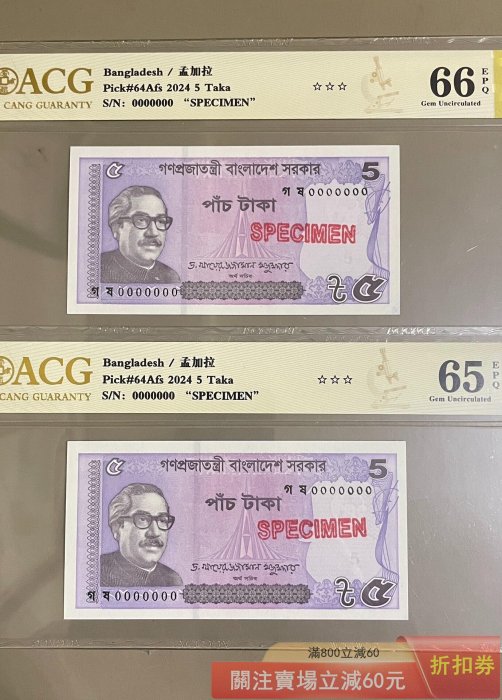 ACG
CANG GUARANTY
Bangladesh / 孟加拉
Pick#64Afs 2024 5 Taka
S/N: 0000000 “SPECIMEN”
☆☆☆
66
EPQ
Gem Uncirculated
৫
গণপ্রজাতন্ত্রী বাংলাদেশ সরকার
5
গ ষ 0000000
পাঁচ টাকা
SPECIMEN
অর্থ সচিব
গ ষ 0000000
৳ ৫
ACG
CANG GUARANTY
Bangladesh / 孟加拉
Pick#64Afs 2024 5 Taka
S/N: 0000000 “SPECIMEN”
☆☆☆
65
EPQ
Gem Uncirculated
৫
গণপ্রজাতন্ত্রী বাংলাদেশ সরকার
5
গ ষ 0000000
পাঁচ টাকা
SPECIMEN
অর্থ সচিব
গ ষ 0000000
৳ ৫
滿800立減60
關注賣場立減60元
折扣券